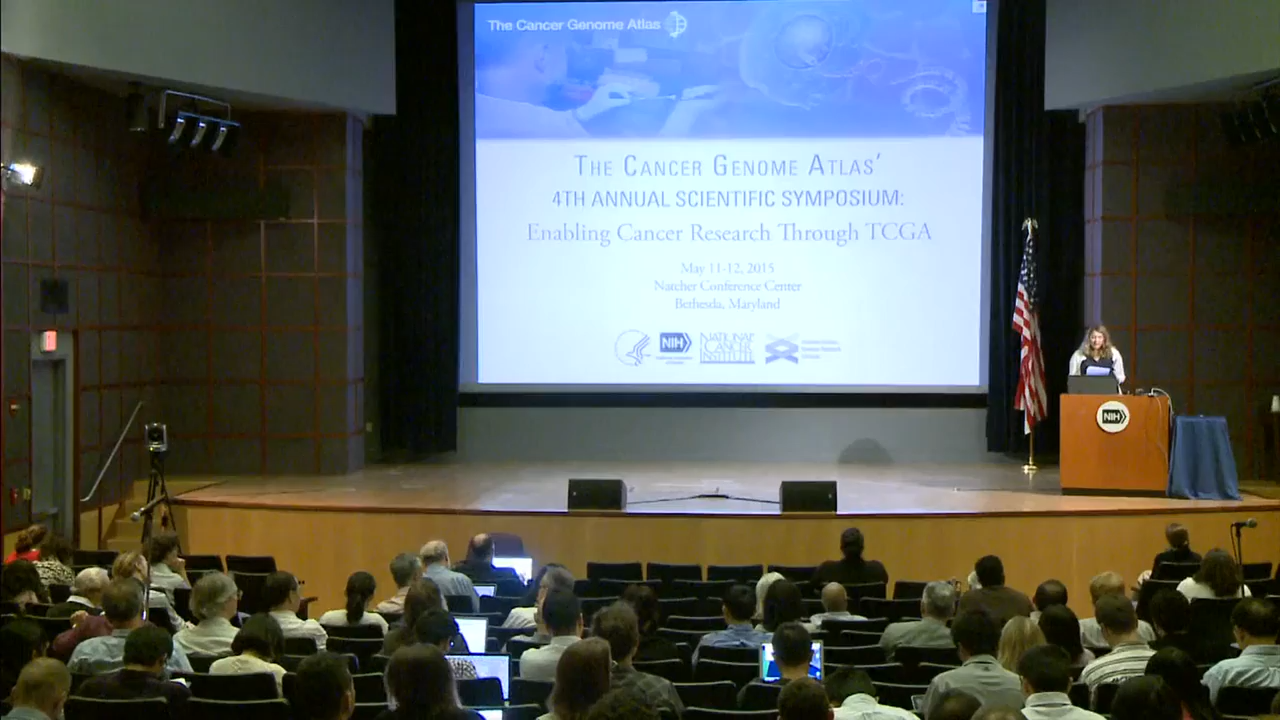 The Cancer Genome Atlas
THE CANCER GENOME ATLAS'
4TH ANNUAL SCIENTIFIC SYMPOSIUM:
Enabling Cancer Research Through TCGA
May 11-12, 2015
Natcher Conference Center
Bethesda, Maryland
NIH
NATIONAL
CANCER
INSTITUTE
NIH